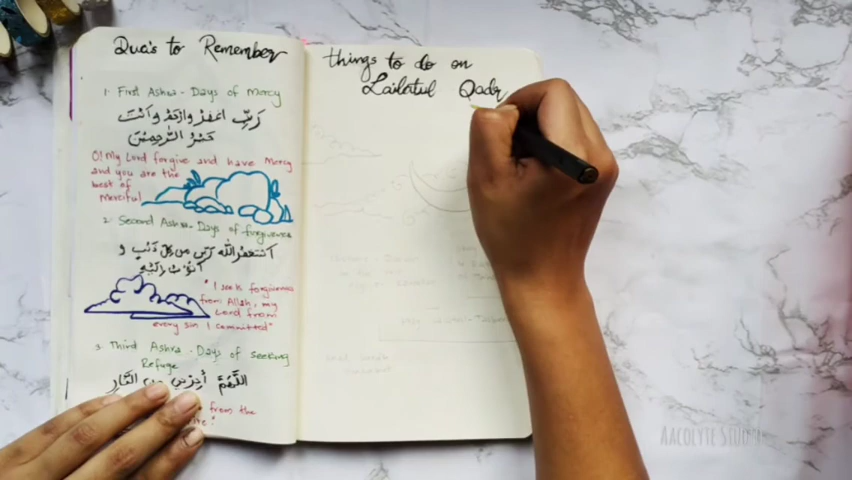 Dua's to Remember
1. First Ashra - Days of Mercy
رَبِّ اغْفِرْ وَارْحَمْ وَأَنْتَ
خَيْرُ الرَّاحِمِيْنَ
O! My Lord forgive and have Mercy
and you are the
best of
Merciful
2. Second Ashra - Days of forgiveness
اَسْتَغْفِرُ اللهَ رَبِّى مِن كُلِّ ذَنْبٍ وَ
أَتُوْبُ إِلَيْهِ
"I seek forgiveness
from Allah, my
Lord from
every sin I committed"
3. Third Ashra - Days of seeking
Refuge
اَللَّهُمَّ أَجِرْنِي مِنَ النَّارِ
from the
things to do on
Lailatul Qadr
AACOLYTE STUDIO